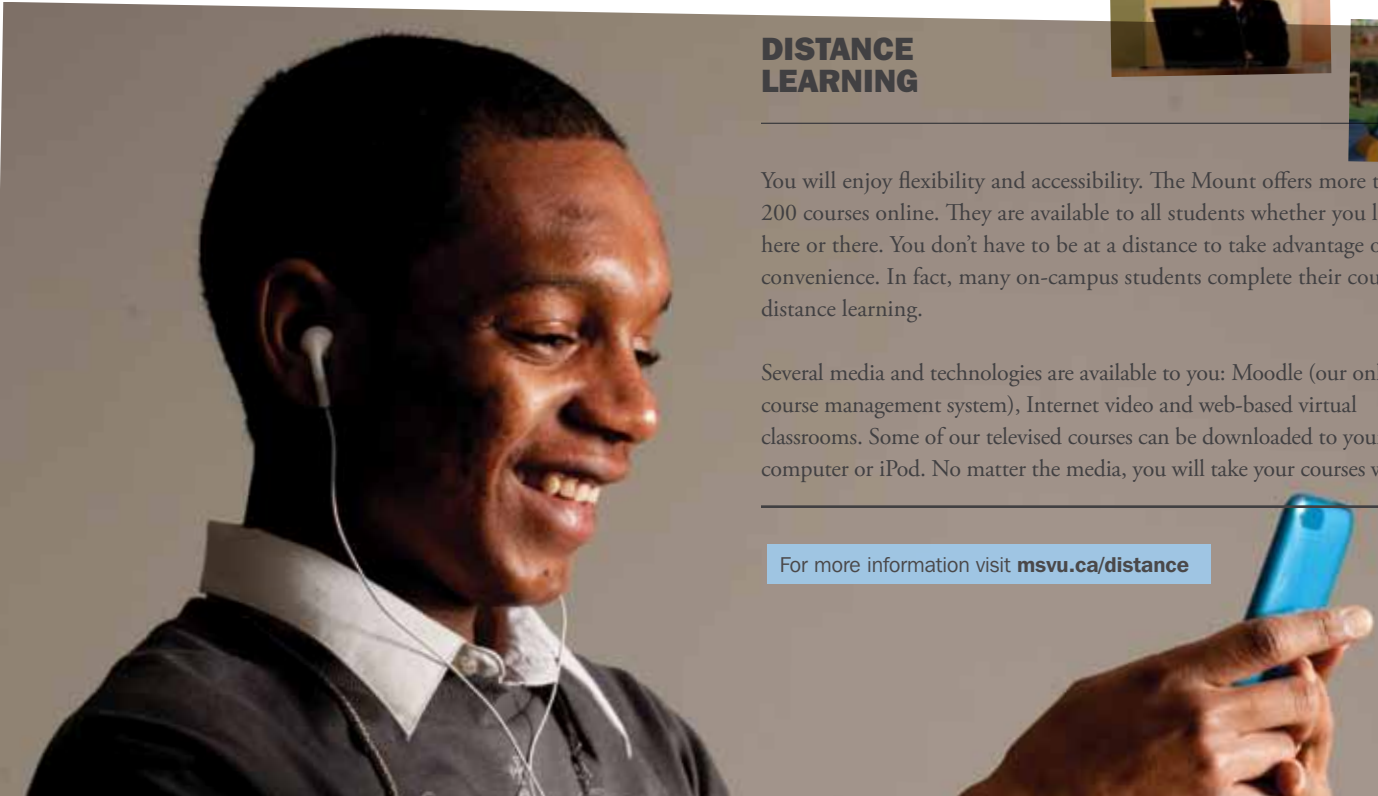 DISTANCE
LEARNING
You will enjoy flexibility and accessibility. The Mount offers more
200 courses online. They are available to all students whether you
here or there. You don’t have to be at a distance to take advantage
convenience. In fact, many on-campus students complete their
distance learning.
Several media and technologies are available to you: Moodle (our
course management system), Internet video and web-based virtual
classrooms. Some of our televised courses can be downloaded to
computer or iPod. No matter the media, you will take your courses
For more information visit msvu.ca/distance